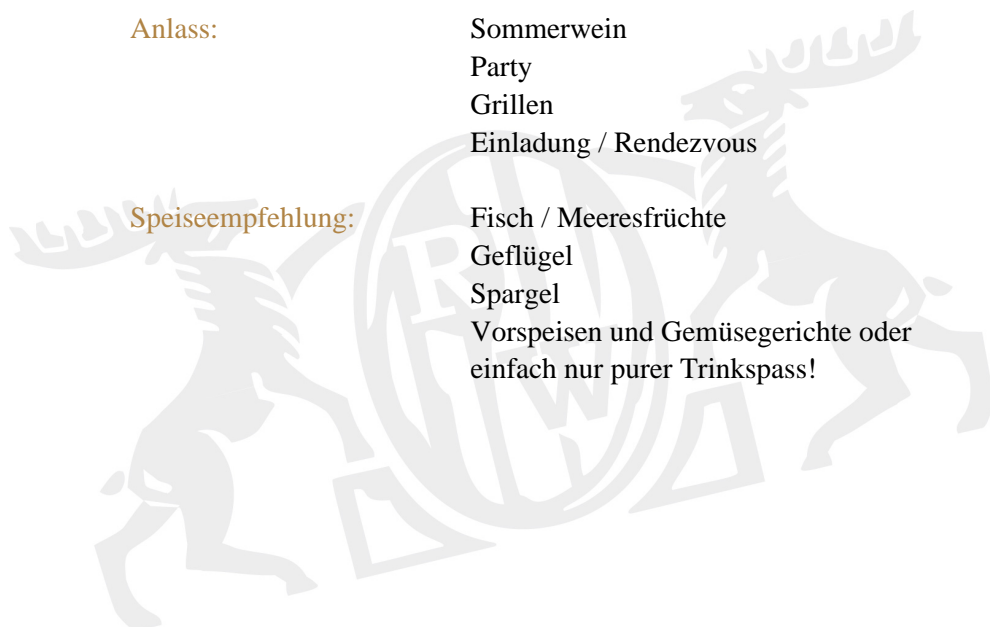 Anlass: Sommerwein
Party
Grillen
Einladung / Rendezvous
Speiseempfehlung: Fisch / Meeresfrüchte
Geflügel
Spargel
Vorspeisen und Gemüsegerichte oder
einfach nur purer Trinkspass!
R
W